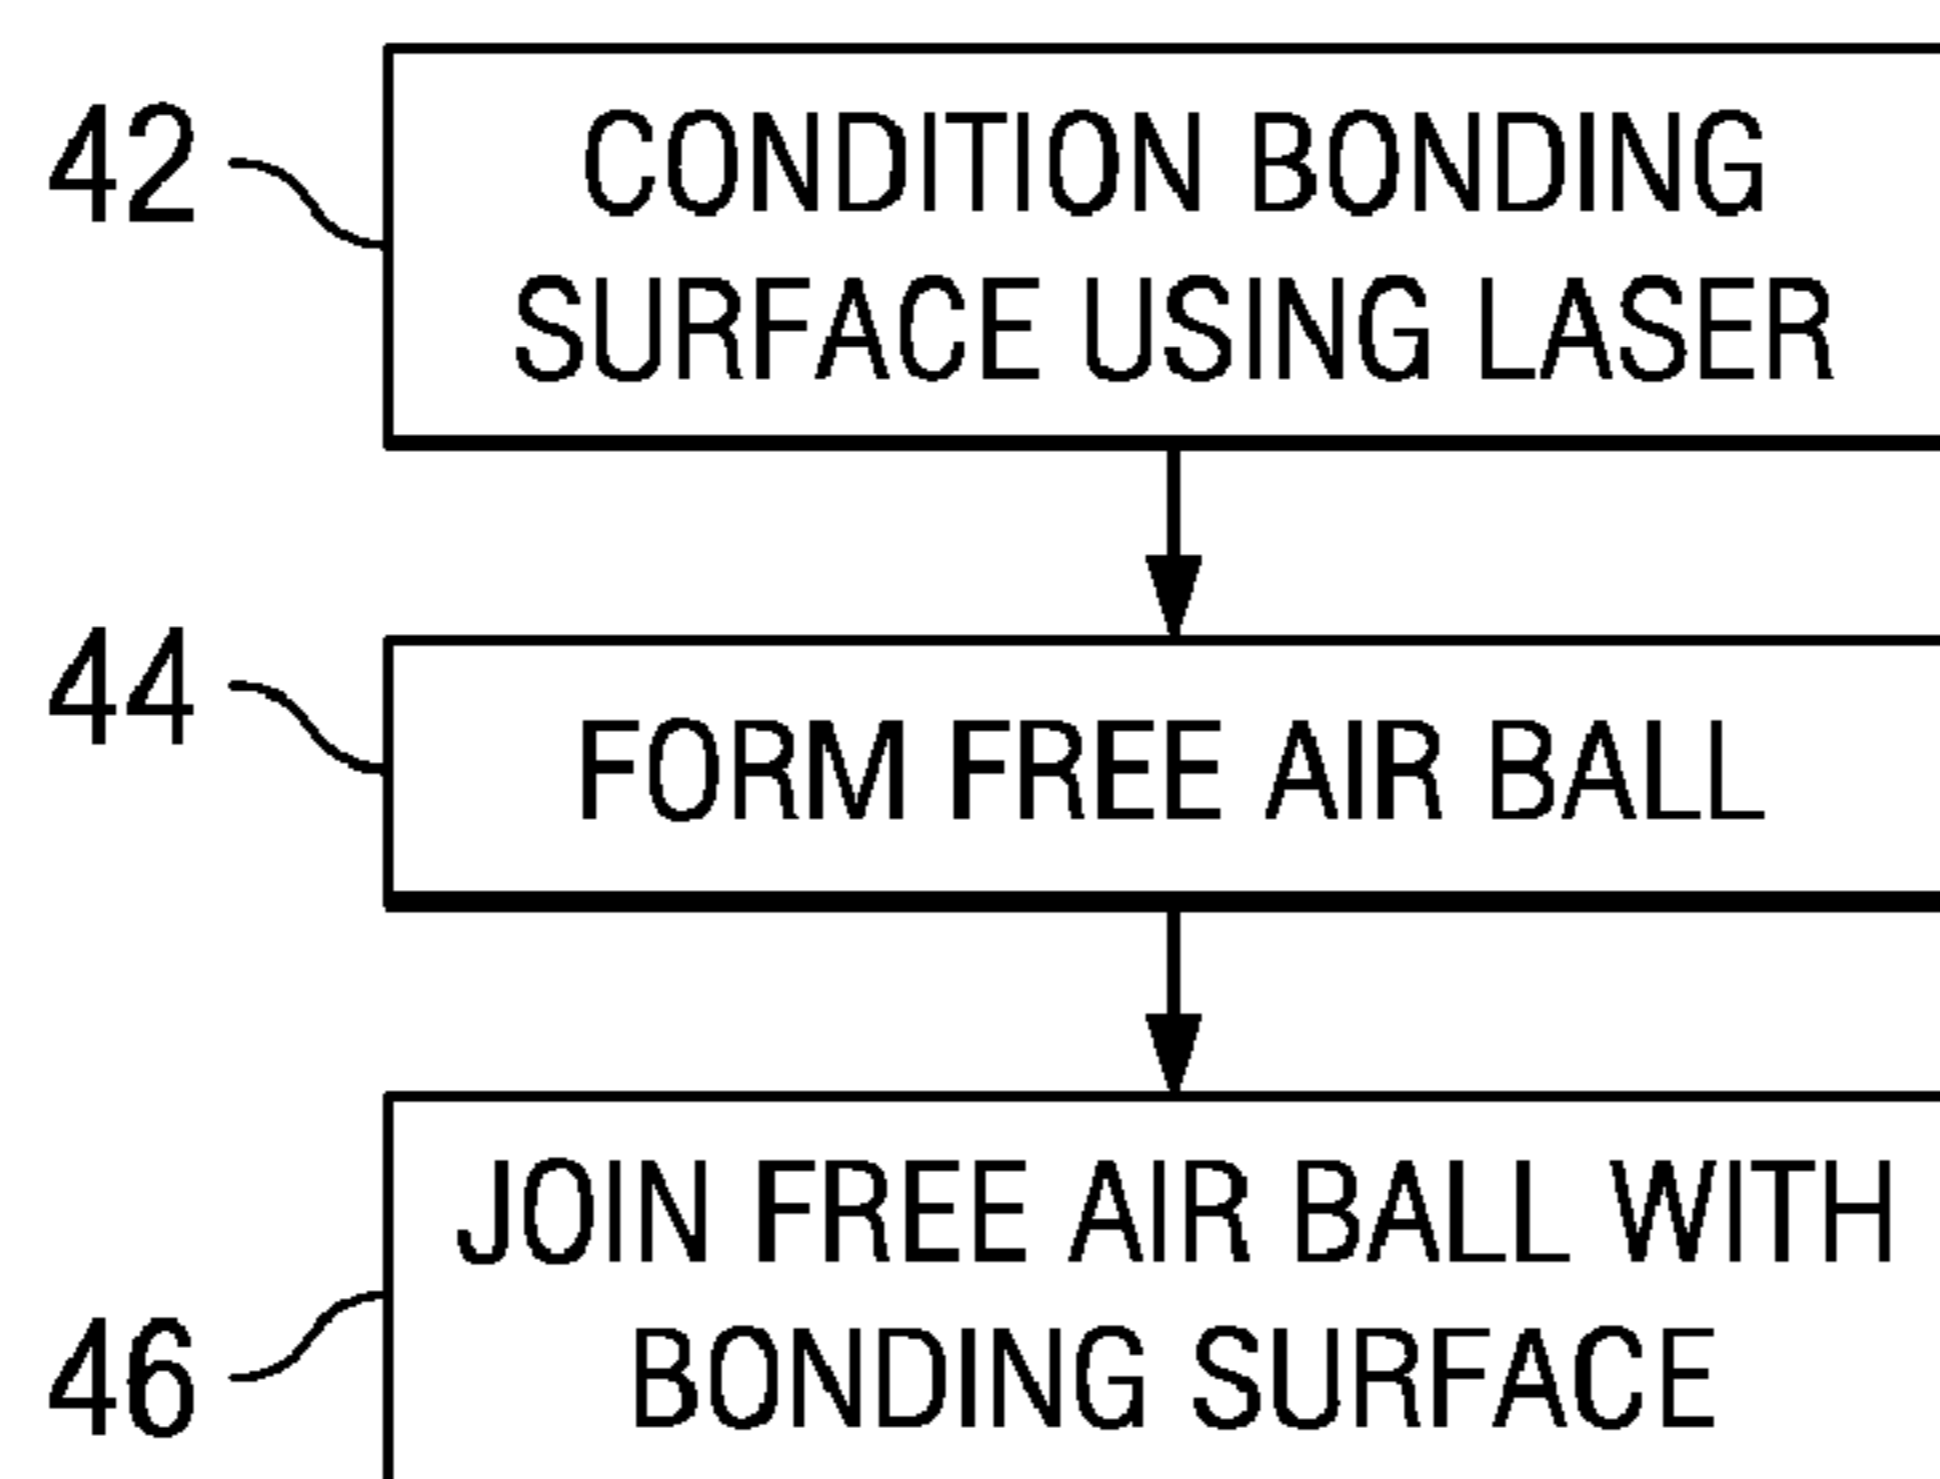 42
CONDITION BONDING
SURFACE USING LASER
44
FORM FREE AIR BALL
JOIN FREE AIR BALL WITH
46
BONDING SURFACE